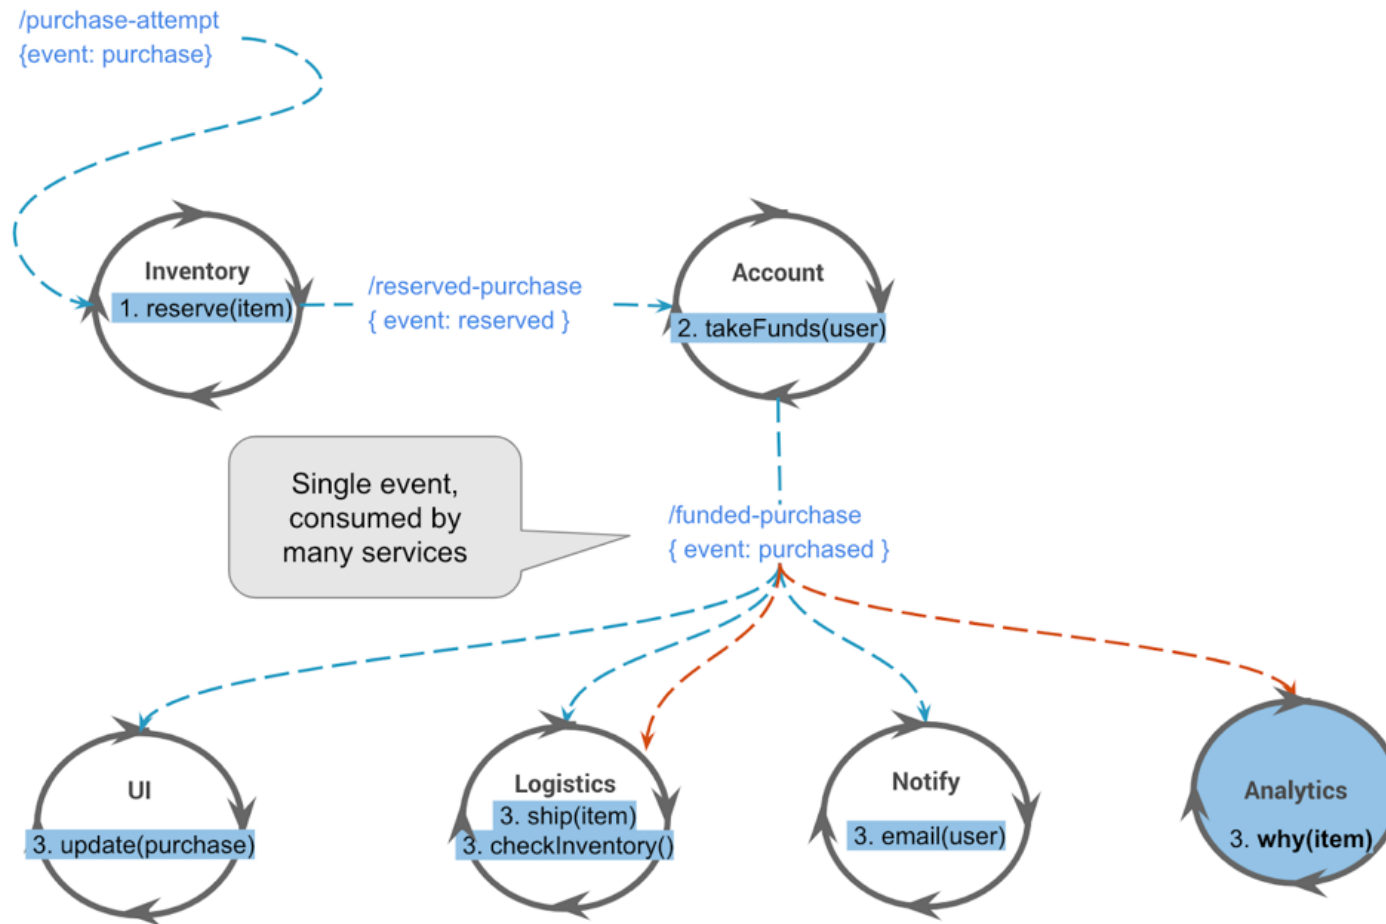 /purchase-attempt
{event: purchase}
Inventory
1. reserve(item)
/reserved-purchase
{ event: reserved }
Account
2. takeFunds(user)
Single event,
consumed by
many services
/funded-purchase
{ event: purchased }
UI
3. update(purchase)
Logistics
3. ship(item)
3. checkInventory()
Notify
3. email(user)
Analytics
3. why(item)